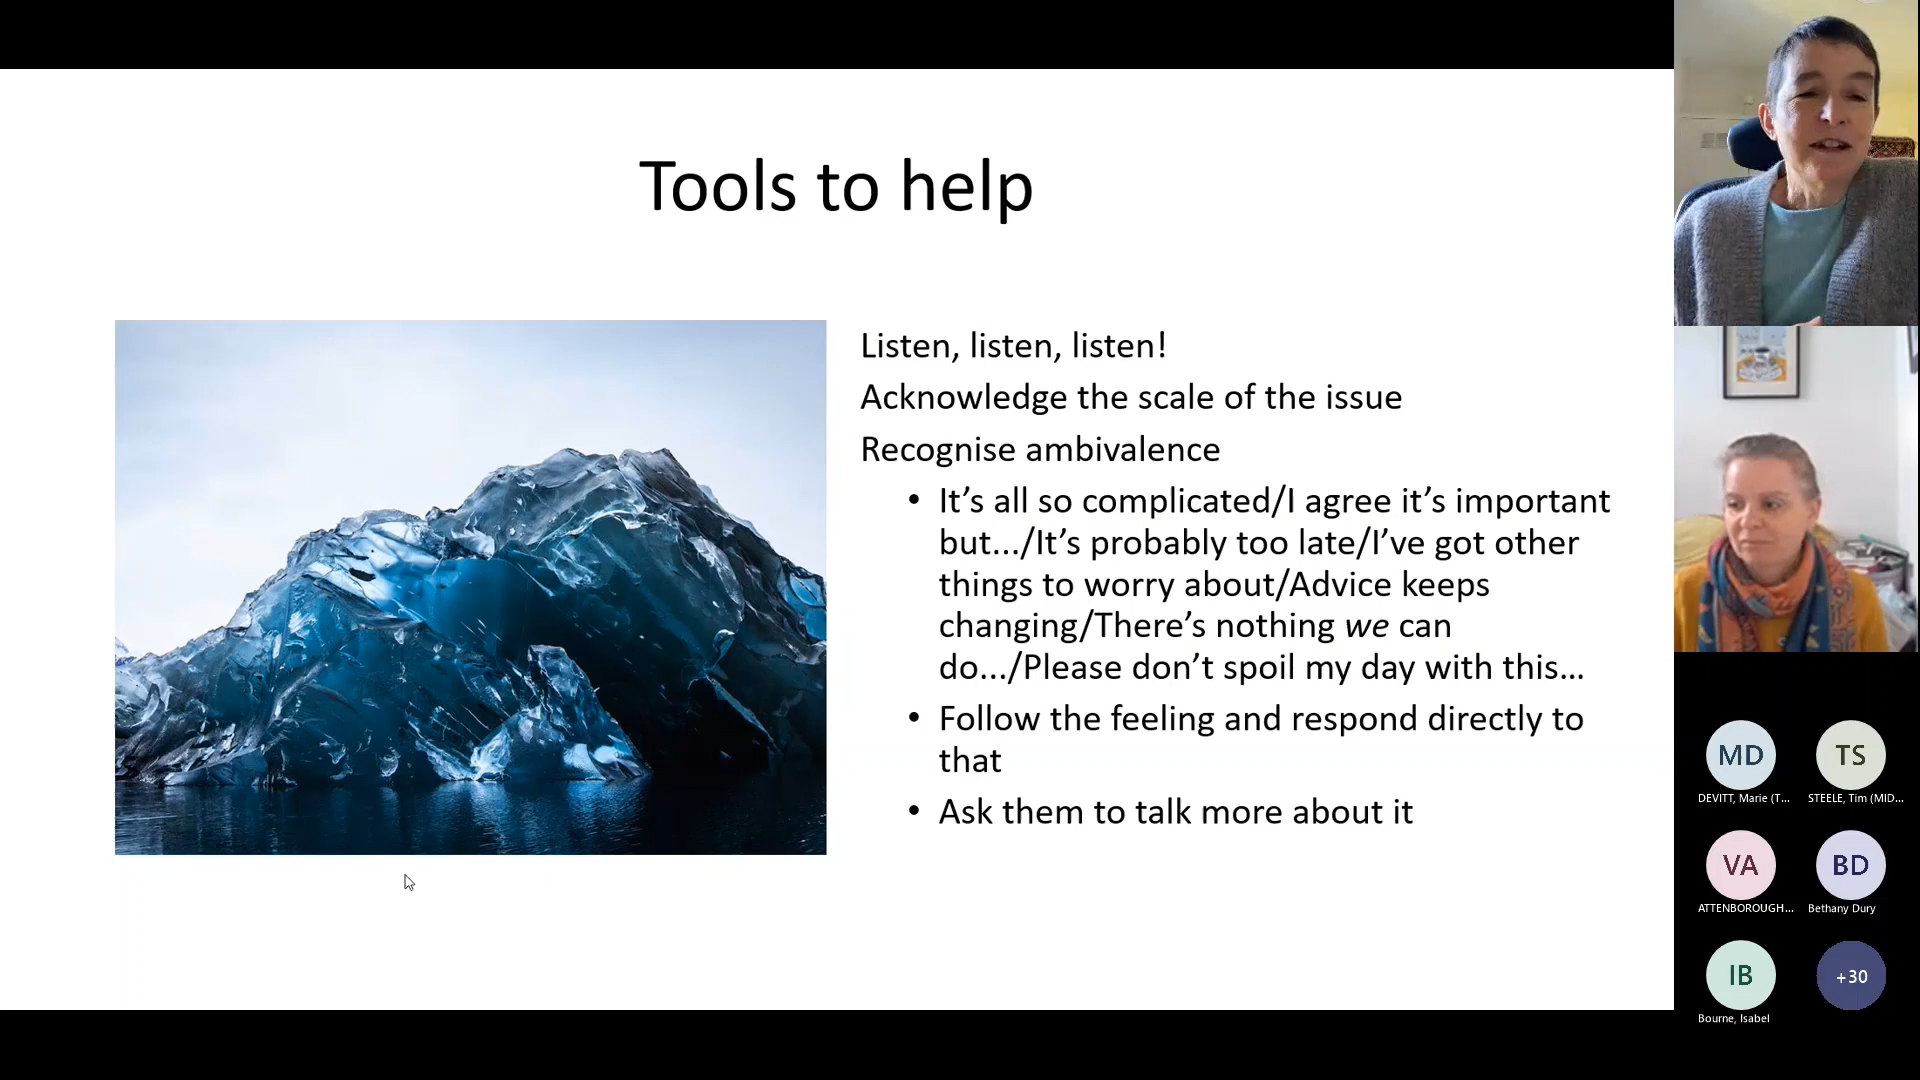 Tools to help
Listen, listen, listen!
Acknowledge the scale of the issue
Recognise ambivalence
• It’s all so complicated/I agree it’s important
but.../It’s probably too late/I’ve got other
things to worry about/Advice keeps
changing/There’s nothing we can
do.../Please don’t spoil my day with this...
• Follow the feeling and respond directly to
that
• Ask them to talk more about it
MD
TS
DEVITT, Marie (T...
STEELE, Tim (MID...
VA
BD
ATTENBOROUGH...
Bethany Dury
IB
+30
Bourne, Isabel